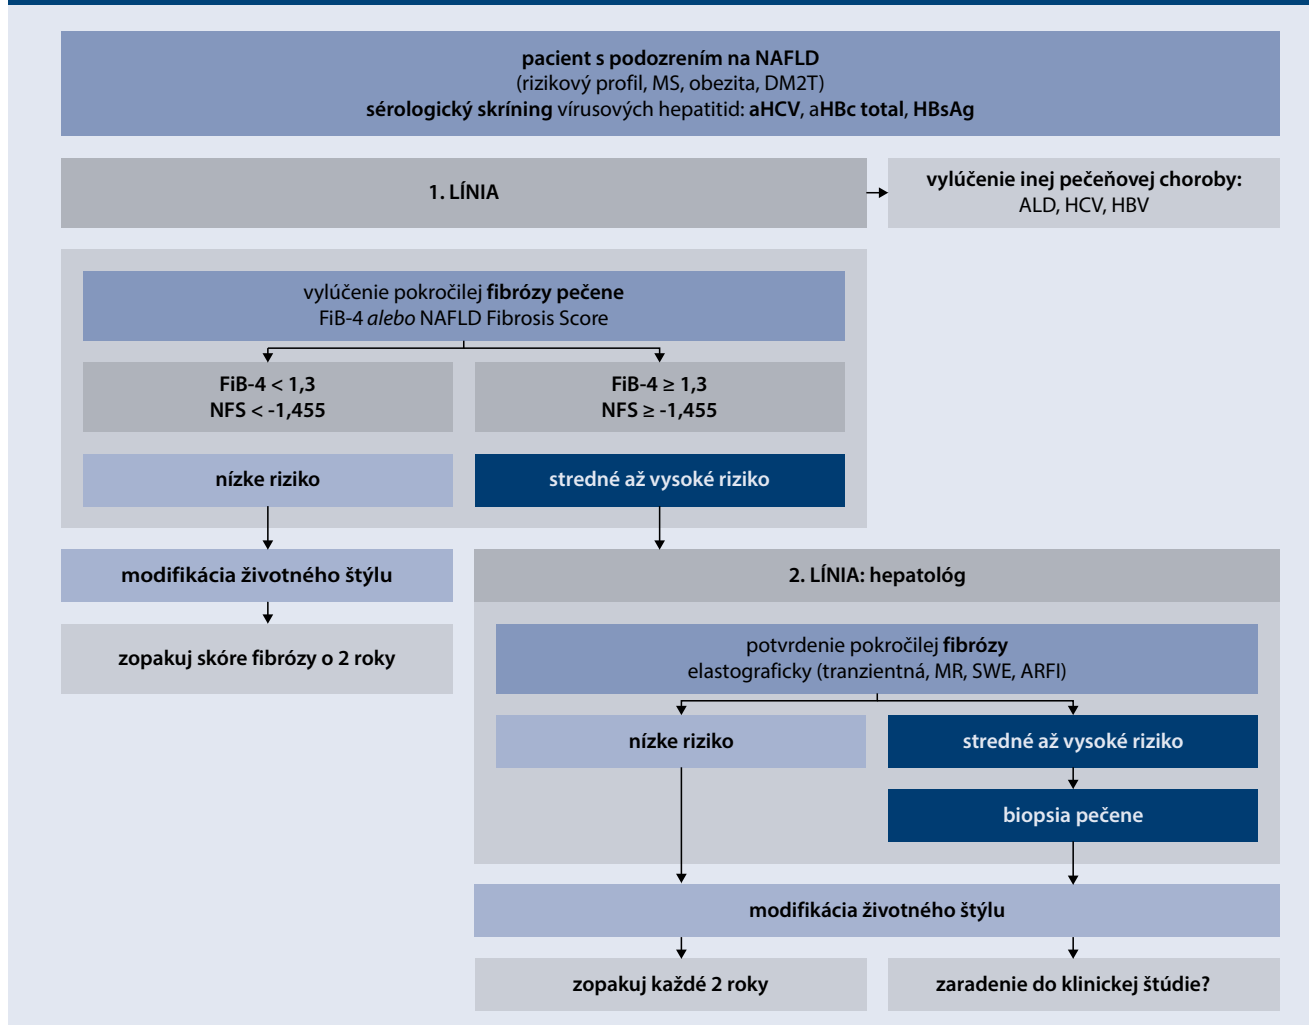 pacient s podozrením na NAFLD
(rizikový profil, MS, obezita, DM2T)
sérologický skríning vírusových hepatitid: aHCV, aHBc total, HBsAg
1. LÍNIA
vylúčenie inej pečeňovej choroby:
ALD, HCV, HBV
vylúčenie pokročilej fibrózy pečene
FiB-4 alebo NAFLD Fibrosis Score
FiB-4 < 1,3
NFS < -1,455
FiB-4 ≥ 1,3
NFS ≥ -1,455
nízke riziko
stredné až vysoké riziko
modifikácia životného štýlu
2. LÍNIA: hepatológ
zopakuj skóre fibrózy o 2 roky
potvrdenie pokročilej fibrózy
elastograficky (tranzientná, MR, SWE, ARFI)
nízke riziko
stredné až vysoké riziko
biopsia pečene
modifikácia životného štýlu
zopakuj každé 2 roky
zaradenie do klinickej štúdie?